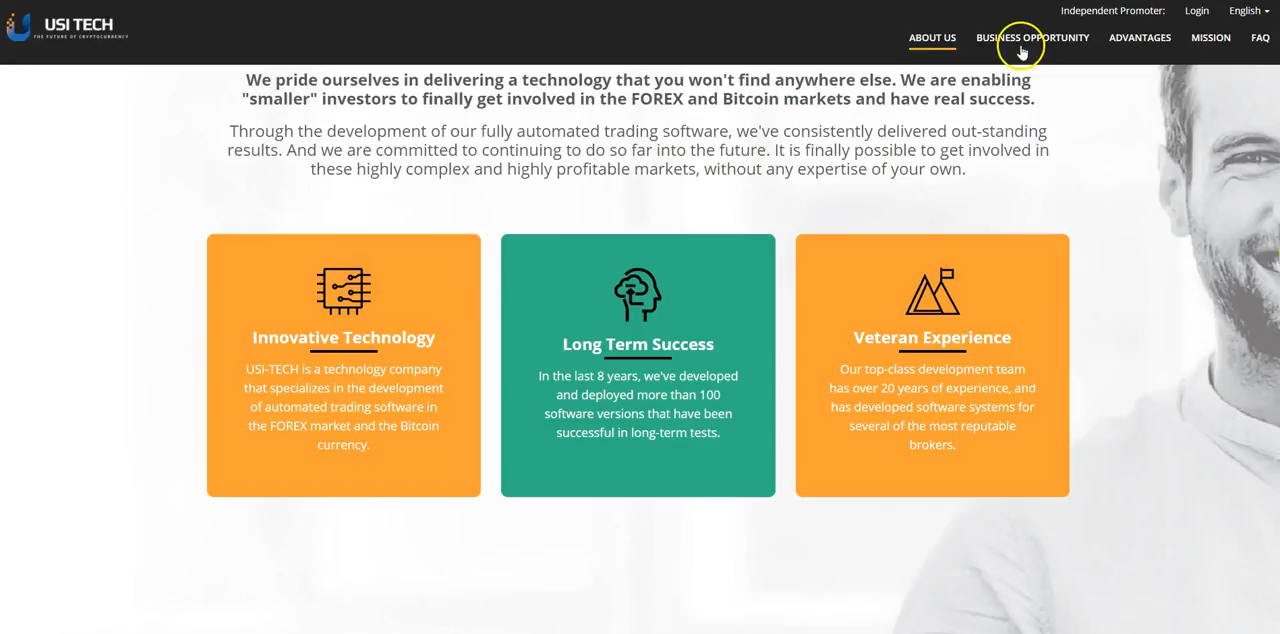 Independent Promoter: Login English
USI TECH
THE FUTURE OF CRYPTOCURRENCY
ABOUT US BUSINESS OPPORTUNITY ADVANTAGES MISSION FAQ
We pride ourselves in delivering a technology that you won't find anywhere else. We are enabling
"smaller" investors to finally get involved in the FOREX and Bitcoin markets and have real success.
Through the development of our fully automated trading software, we've consistently delivered out-standing
results. And we are committed to continuing to do so far into the future. It is finally possible to get involved in
these highly complex and highly profitable markets, without any expertise of your own.
Innovative Technology
USI-TECH is a technology company
that specializes in the development
of automated trading software in
the FOREX market and the Bitcoin
currency.
Long Term Success
In the last 8 years, we've developed
and deployed more than 100
software versions that have been
successful in long-term tests.
Veteran Experience
Our top-class development team
has over 20 years of experience, and
has developed software systems for
several of the most reputable
brokers.